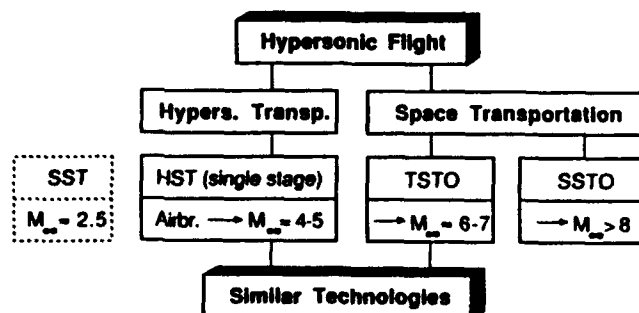 Hypersonic Flight
Hypers. Transp.
Space Transportation
SST
HST (single stage)
TSTO
SSTO
M∞ = 2.5
Airbr. → M∞ = 4-5
→ M∞ = 6-7
→ M∞ > 8
Similar Technologies